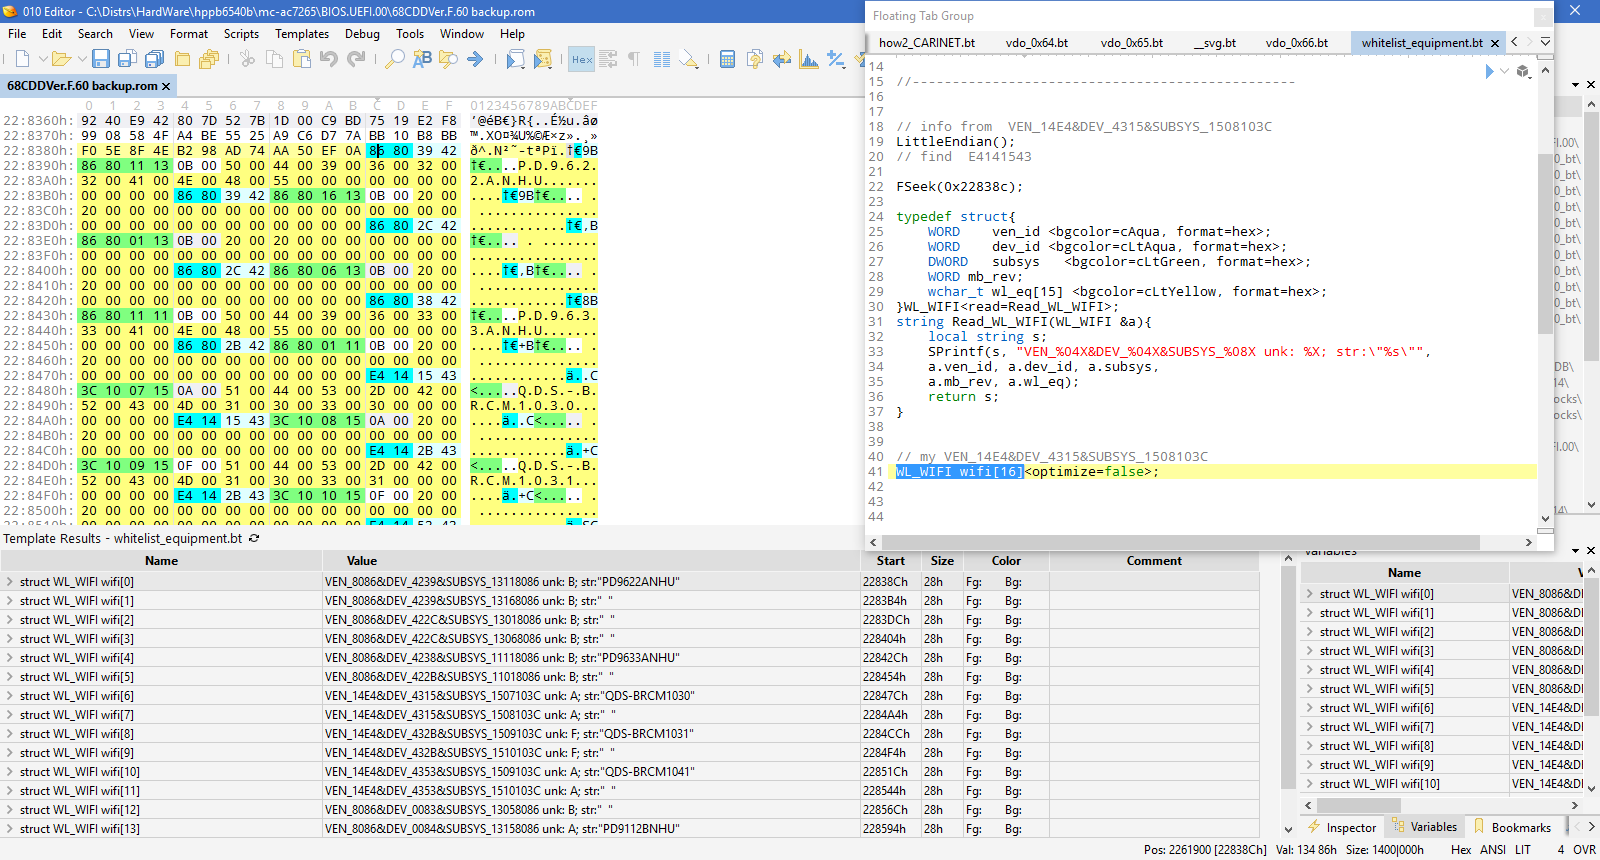 010 Editor - C:\Distrs\HardWare\hppb6540b\mc-ac7265\BIOS.UEFI.00\68CDDVer.F.60 backup.rom
File Edit Search View Format Scripts Templates Debug Tools Window Help
Hex
68CDDVer.F.60 backup.rom
0 1 2 3 4 5 6 7 8 9 A B C D E F 0123456789ABCDEF
22:8360h: 92 40 E9 42 80 7D 52 7B 1D 00 C9 BD 75 19 E2 F8 ’@éB€}R{..É½u.âø
22:8370h: 99 08 58 4F A4 BE 55 25 A9 C6 D7 7A BB 10 B8 BB ™.XO¤¾U%©Æ×z».¸»
22:8380h: F0 5E 8F 4E B2 98 AD 74 AA 50 EF 0A 86 80 39 42 ð^.N²˜-tªPï.†€9B
22:8390h: 86 80 11 13 0B 00 50 00 44 00 39 00 36 00 32 00 †€....P.D.9.6.2.
22:83A0h: 32 00 41 00 4E 00 48 00 55 00 00 00 00 00 00 00 2.A.N.H.U.......
22:83B0h: 00 00 00 00 86 80 39 42 86 80 16 13 0B 00 20 00 ....†€9B†€.... .
22:83C0h: 20 00 00 00 00 00 00 00 00 00 00 00 00 00 00 00  ...............
22:83D0h: 00 00 00 00 00 00 00 00 00 00 00 00 86 80 2C 42 ............†€,B
22:83E0h: 86 80 01 13 0B 00 20 00 20 00 00 00 00 00 00 00 †€....
22:83F0h: 00 00 00 00 00 00 00 00 00 00 00 00 00 00 00 00 ................
22:8400h: 00 00 00 00 86 80 2C 42 86 80 06 13 0B 00 20 00 ....†€,B†€.... .
22:8410h: 20 00 00 00 00 00 00 00 00 00 00 00 00 00 00 00  ...............
22:8420h: 00 00 00 00 00 00 00 00 00 00 00 00 86 80 38 42 ............†€8B
22:8430h: 86 80 11 11 0B 00 50 00 44 00 39 00 36 00 33 00 †€....P.D.9.6.3.
22:8440h: 33 00 41 00 4E 00 48 00 55 00 00 00 00 00 00 00 3.A.N.H.U.......
22:8450h: 00 00 00 00 86 80 2B 42 86 80 01 11 0B 00 20 00 ....†€+B†€.... .
22:8460h: 20 00 00 00 00 00 00 00 00 00 00 00 00 00 00 00  ...............
22:8470h: 00 00 00 00 00 00 00 00 00 00 00 00 E4 14 15 43 ............ä..C
22:8480h: 3C 10 07 15 0A 00 51 00 44 00 53 00 2D 00 42 00 <.....Q.D.S.-.B.
22:8490h: 52 00 43 00 4D 00 31 00 30 00 33 00 30 00 00 00 R.C.M.1.0.3.0...
22:84A0h: 00 00 00 00 E4 14 15 43 3C 10 08 15 0A 00 20 00 ....ä..C<..... .
22:84B0h: 20 00 00 00 00 00 00 00 00 00 00 00 00 00 00 00  ...............
22:84C0h: 00 00 00 00 00 00 00 00 00 00 00 00 E4 14 2B 43 ............ä.+C
22:84D0h: 3C 10 09 15 0F 00 51 00 44 00 53 00 2D 00 42 00 <.....Q.D.S.-.B.
22:84E0h: 52 00 43 00 4D 00 31 00 30 00 33 00 31 00 00 00 R.C.M.1.0.3.1...
22:84F0h: 00 00 00 00 E4 14 2B 43 3C 10 10 15 0F 00 20 00 ....ä.+C<..... .
22:8500h: 20 00 00 00 00 00 00 00 00 00 00 00 00 00 00 00  ...............
Floating Tab Group
how2_CARINET.bt vdo_0x64.bt vdo_0x65.bt __svg.bt vdo_0x66.bt whitelist_equipment.bt
14
15 //------------------------------------------------
16
17
18 // info from VEN_14E4&DEV_4315&SUBSYS_1508103C
19 LittleEndian();
20 // find E4141543
21
22 FSeek(0x22838c);
23
24 typedef struct{
25 WORD ven_id <bgcolor=cAqua, format=hex>;
26 WORD dev_id <bgcolor=cLtAqua, format=hex>;
27 DWORD subsys <bgcolor=cLtGreen, format=hex>;
28 WORD mb_rev;
29 wchar_t wl_eq[15] <bgcolor=cLtYellow, format=hex>;
30 }WL_WIFI<read=Read_WL_WIFI>;
31 string Read_WL_WIFI(WL_WIFI &a){
32 local string s;
33 SPrintf(s, "VEN_%04X&DEV_%04X&SUBSYS_%08X unk: %X; str:\"%s\"",
34 a.ven_id, a.dev_id, a.subsys,
35 a.mb_rev, a.wl_eq);
36 return s;
37 }
38
39
40 // my VEN_14E4&DEV_4315&SUBSYS_1508103C
41 WL_WIFI wifi[16]<optimize=false>;
42
43
44
Template Results - whitelist_equipment.bt
Name Value Start Size Color Comment
struct WL_WIFI wifi[0] VEN_8086&DEV_4239&SUBSYS_13118086 unk: B; str:"PD9622ANHU" 22838Ch 28h Fg: Bg:
struct WL_WIFI wifi[1] VEN_8086&DEV_4239&SUBSYS_13168086 unk: B; str:"  " 2283B4h 28h Fg: Bg:
struct WL_WIFI wifi[2] VEN_8086&DEV_422C&SUBSYS_13018086 unk: B; str:"  " 2283DCh 28h Fg: Bg:
struct WL_WIFI wifi[3] VEN_8086&DEV_422C&SUBSYS_13068086 unk: B; str:"  " 228404h 28h Fg: Bg:
struct WL_WIFI wifi[4] VEN_8086&DEV_4238&SUBSYS_11118086 unk: B; str:"PD9633ANHU" 22842Ch 28h Fg: Bg:
struct WL_WIFI wifi[5] VEN_8086&DEV_422B&SUBSYS_11018086 unk: B; str:"  " 228454h 28h Fg: Bg:
struct WL_WIFI wifi[6] VEN_14E4&DEV_4315&SUBSYS_1507103C unk: A; str:"QDS-BRCM1030" 22847Ch 28h Fg: Bg:
struct WL_WIFI wifi[7] VEN_14E4&DEV_4315&SUBSYS_1508103C unk: A; str:"  " 2284A4h 28h Fg: Bg:
struct WL_WIFI wifi[8] VEN_14E4&DEV_432B&SUBSYS_1509103C unk: F; str:"QDS-BRCM1031" 2284CCh 28h Fg: Bg:
struct WL_WIFI wifi[9] VEN_14E4&DEV_432B&SUBSYS_1510103C unk: F; str:"  " 2284F4h 28h Fg: Bg:
struct WL_WIFI wifi[10] VEN_14E4&DEV_4353&SUBSYS_1509103C unk: A; str:"QDS-BRCM1041" 22851Ch 28h Fg: Bg:
struct WL_WIFI wifi[11] VEN_14E4&DEV_4353&SUBSYS_1510103C unk: A; str:"  " 228544h 28h Fg: Bg:
struct WL_WIFI wifi[12] VEN_8086&DEV_0083&SUBSYS_13058086 unk: B; str:"  " 22856Ch 28h Fg: Bg:
struct WL_WIFI wifi[13] VEN_8086&DEV_0084&SUBSYS_13158086 unk: A; str:"PD9112BNHU" 228594h 28h Fg: Bg:
Variables
Name V
struct WL_WIFI wifi[0] VEN_8086&DI
struct WL_WIFI wifi[1] VEN_8086&DI
struct WL_WIFI wifi[2] VEN_8086&DI
struct WL_WIFI wifi[3] VEN_8086&DI
struct WL_WIFI wifi[4] VEN_8086&DI
struct WL_WIFI wifi[5] VEN_8086&DI
struct WL_WIFI wifi[6] VEN_14E4&DI
struct WL_WIFI wifi[7] VEN_14E4&DI
struct WL_WIFI wifi[8] VEN_14E4&DI
struct WL_WIFI wifi[9] VEN_14E4&DI
struct WL_WIFI wifi[10] VEN_14E4&DI
Inspector Variables Bookmarks
Pos: 2261900 [22838Ch] Val: 134 86h Size: 1400|000h Hex ANSI LIT 4 OVR